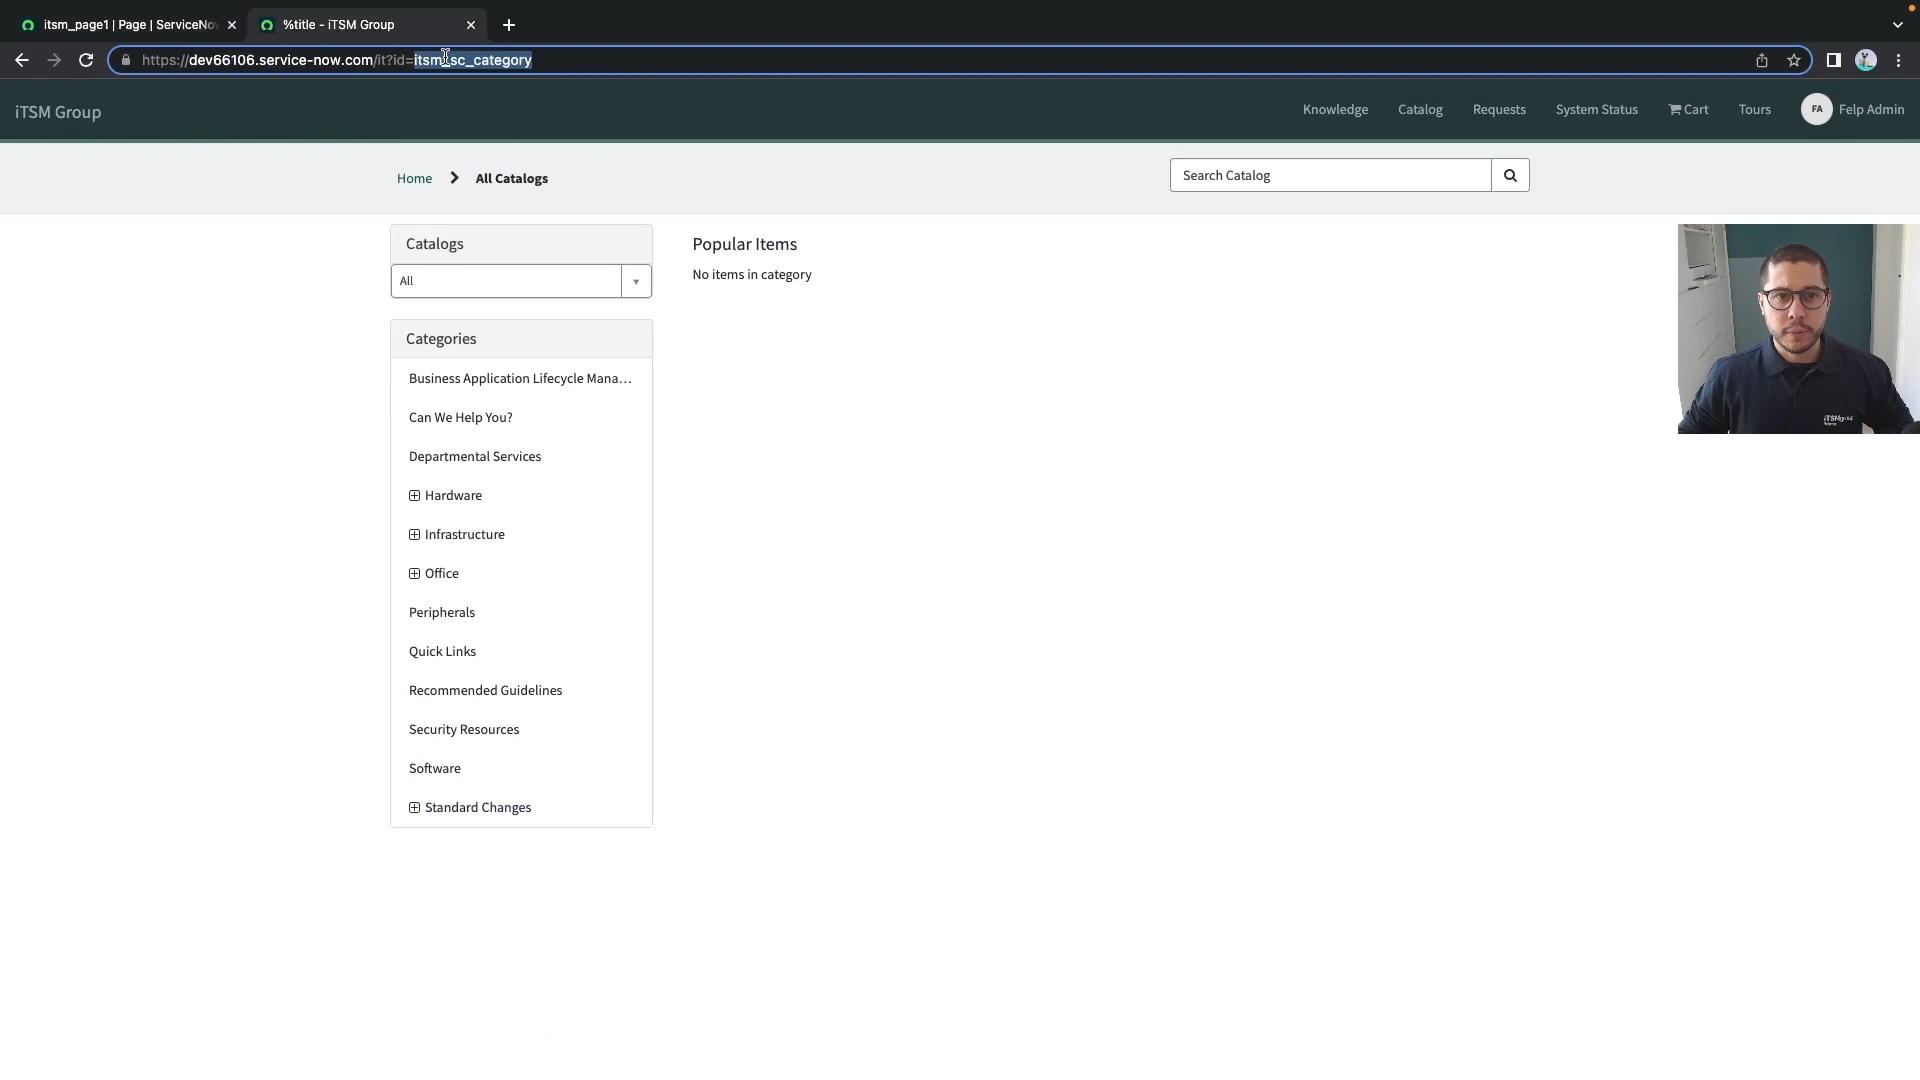 itsm_page1 | Page | ServiceNo
%title - iTSM Group
https://dev66106.service-now.com/it?id=itsm_sc_category
iTSM Group
Knowledge
Catalog
Requests
System Status
Cart
Tours
FA
Felp Admin
Home
All Catalogs
Search Catalog
Catalogs
All
Categories
Business Application Lifecycle Mana...
Can We Help You?
Departmental Services
Hardware
Infrastructure
Office
Peripherals
Quick Links
Recommended Guidelines
Security Resources
Software
Standard Changes
Popular Items
No items in category
iTSMgroup